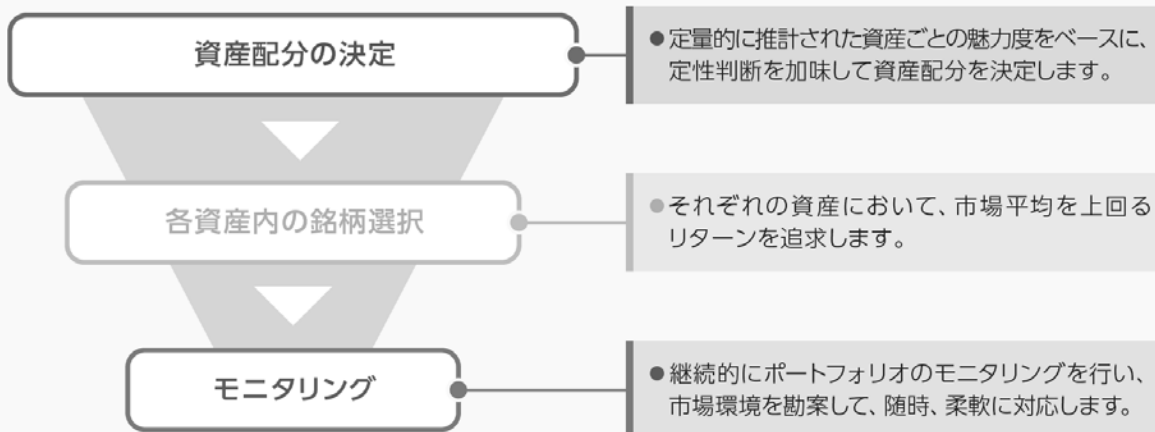 資産配分の決定
●定量的に推計された資産ごとの魅力度をベースに、
定性判断を加味して資産配分を決定します。
各資産内の銘柄選択
●それぞれの資産において、市場平均を上回る
リターンを追求します。
モニタリング
●継続的にポートフォリオのモニタリングを行い、
市場環境を勘案して、随時、柔軟に対応します。